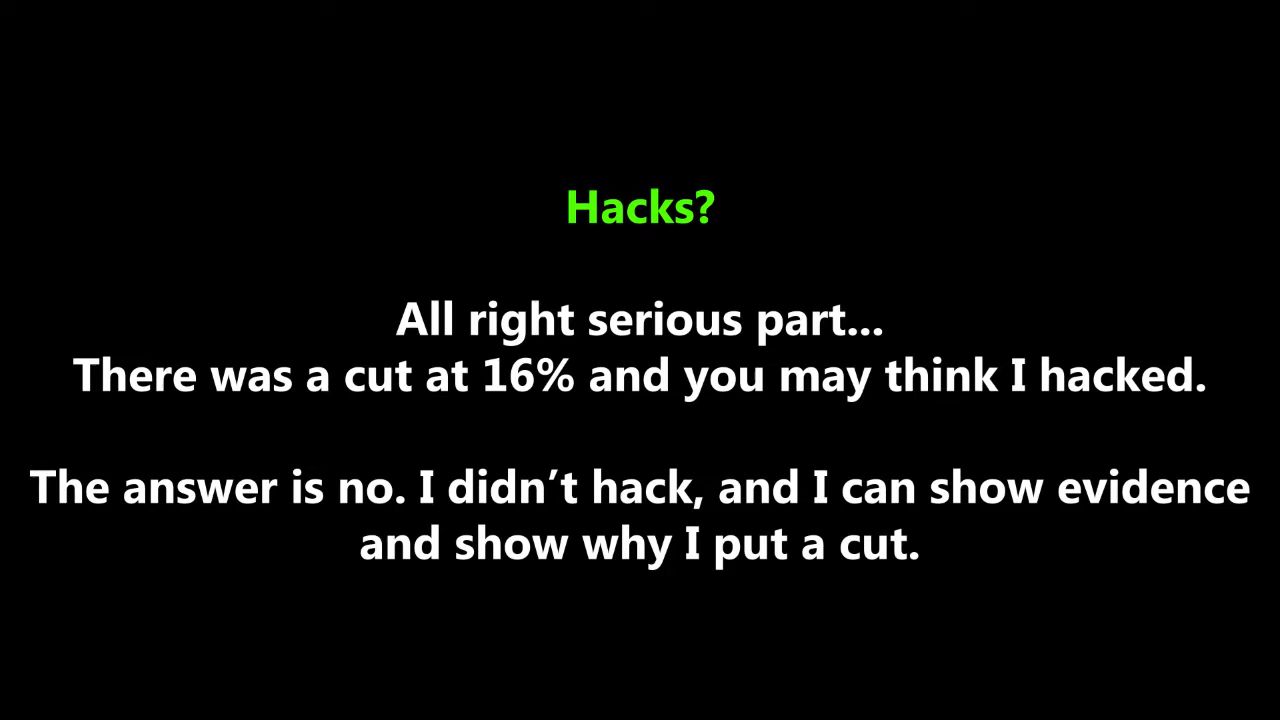 Hacks?
All right serious part...
There was a cut at 16% and you may think I hacked.
The answer is no. I didn’t hack, and I can show evidence
and show why I put a cut.